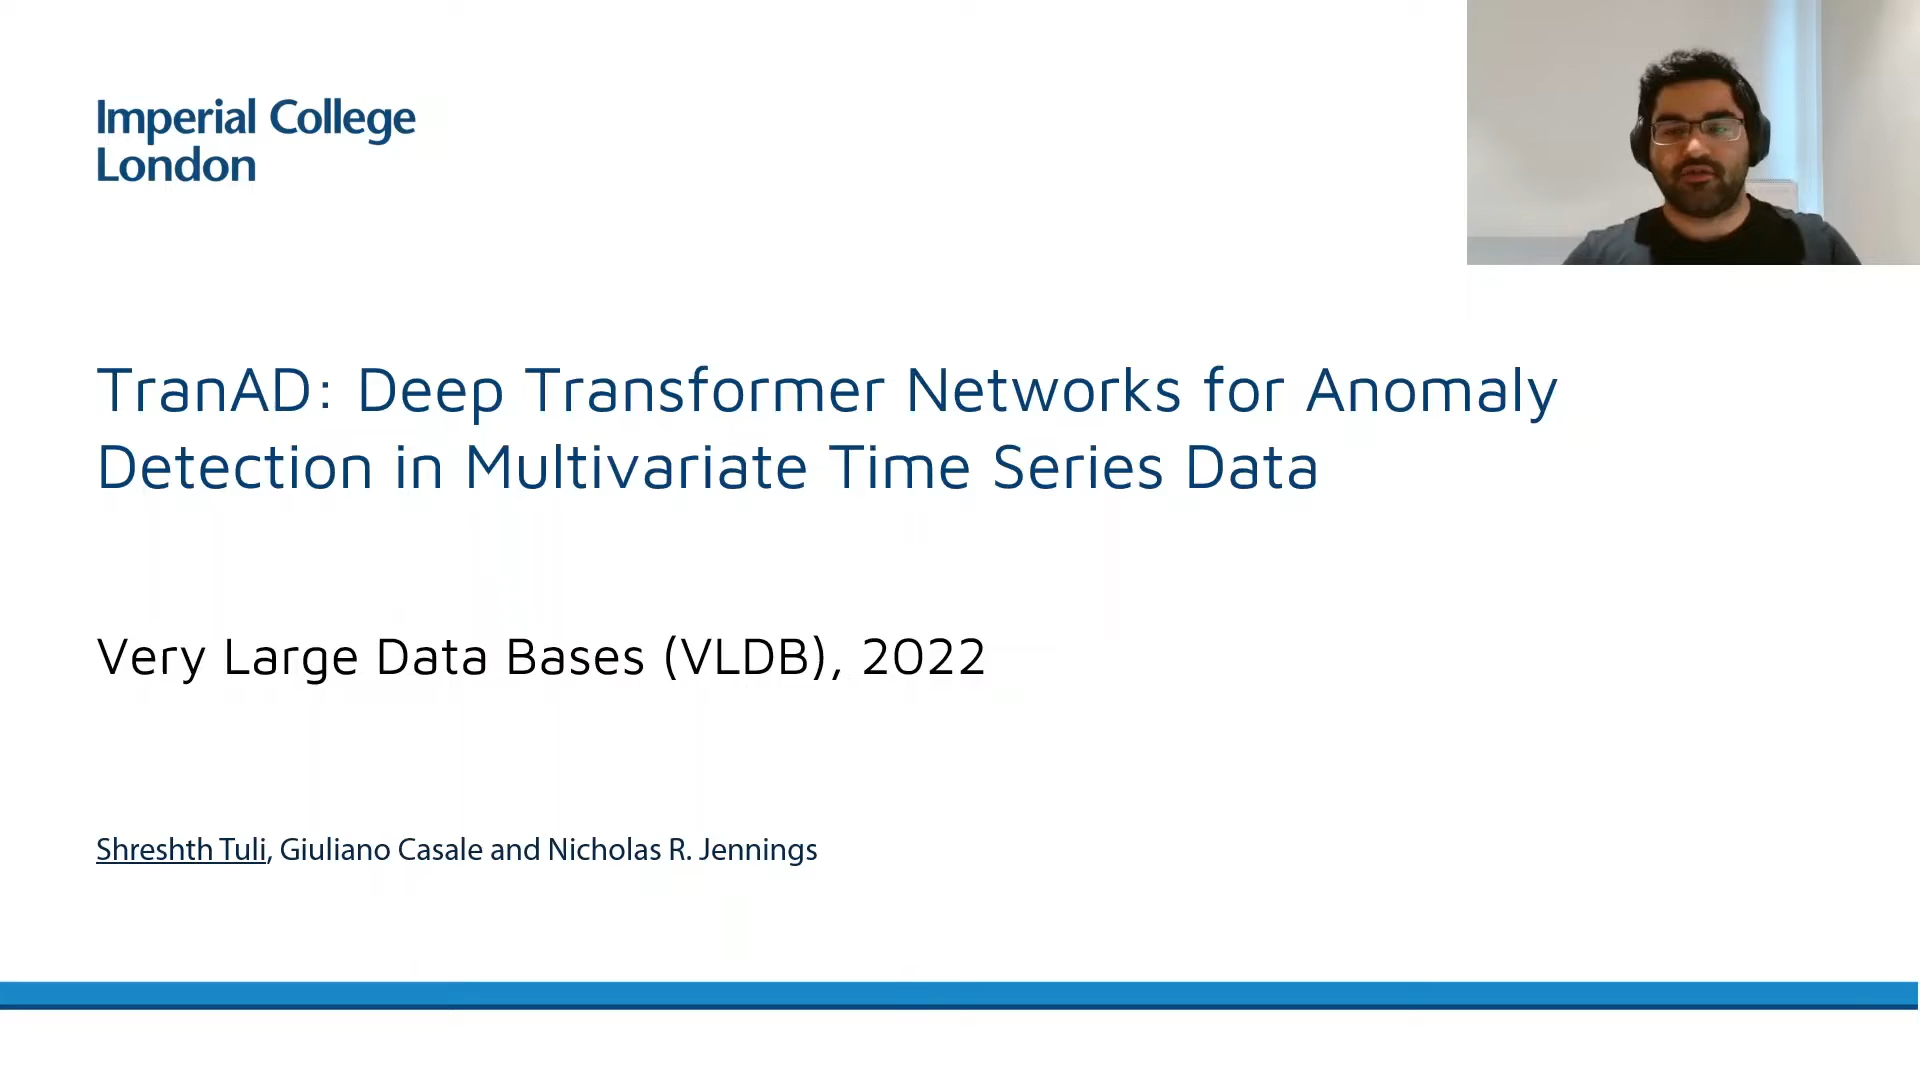 Imperial College
London
TranAD: Deep Transformer Networks for Anomaly
Detection in Multivariate Time Series Data
Very Large Data Bases (VLDB), 2022
Shreshth Tuli, Giuliano Casale and Nicholas R. Jennings